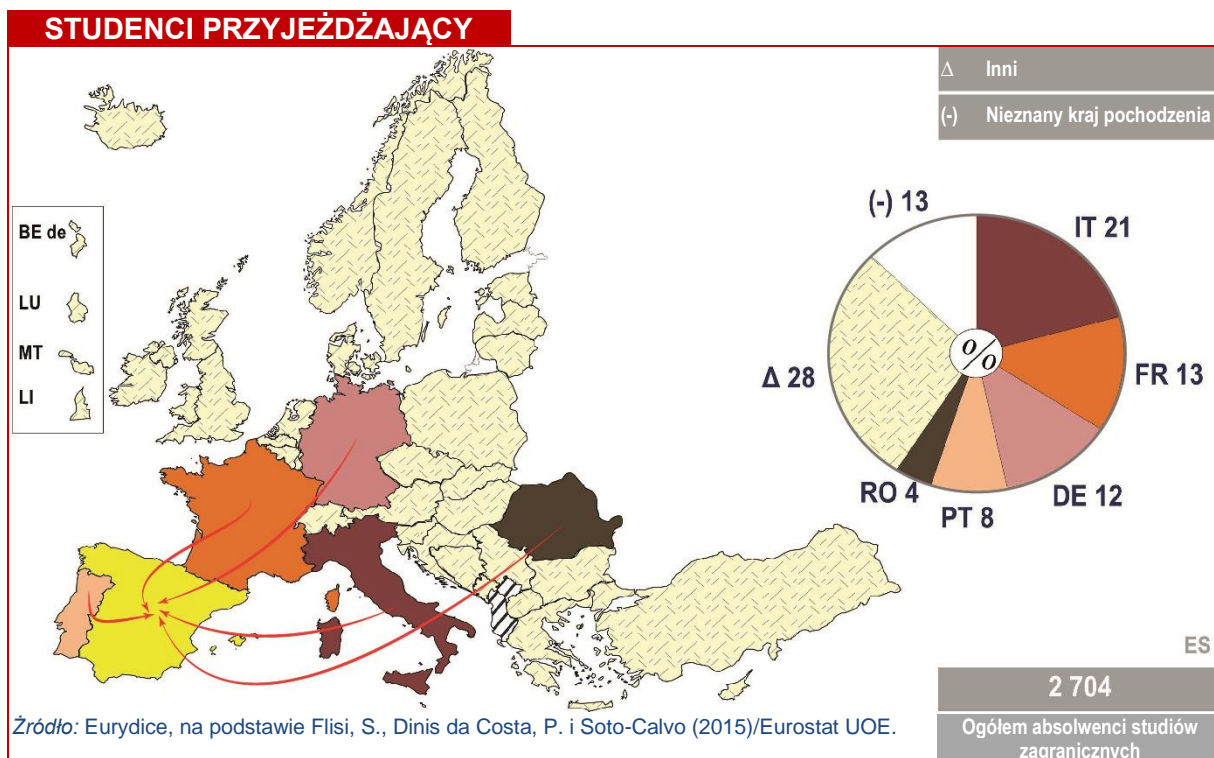 STUDENCI PRZYJEŻDŻAJĄCY
Δ Inni
(-) Nieznany kraj pochodzenia
BE de
LU
MT
LI
(-) 13
IT 21
Δ 28
%
FR 13
RO 4
PT 8
DE 12
ES
2 704
Ogółem absolwenci studiów
zagranicznych
Źródło: Eurydice, na podstawie Flisi, S., Dinis da Costa, P. i Soto-Calvo (2015)/Eurostat UOE.